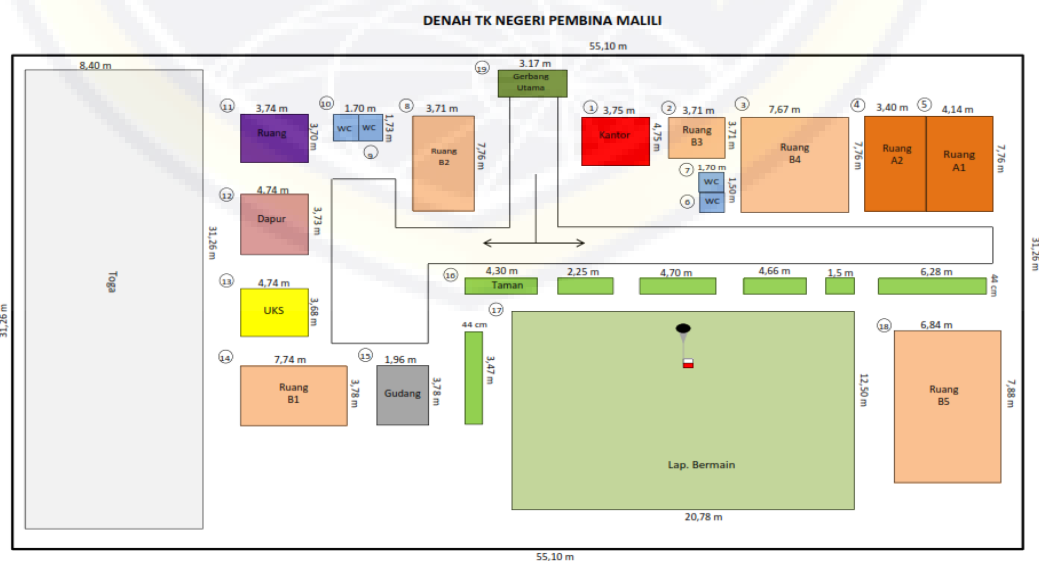 DENAH TK NEGERI PEMBINA MALILI
55,10 m
8,40 m
31,26 m
Toga
31,26 m
19
3.17 m
Gerbang
Utama
11
3,74 m
Ruang
3,70 m
10
1.70 m
WC
WC
1,73 m
9
8
3,71 m
Ruang
B2
7,76 m
1
3,75 m
Kantor
4,75 m
2
3,71 m
Ruang
B3
3.71 m
3
7,67 m
Ruang
B4
7,76 m
4
3,40 m
Ruang
A2
5
4,14 m
Ruang
A1
7,76 m
7
1,70 m
WC
1,50 m
6
WC
12
4.74 m
Dapur
3,73 m
31,26 m
13
4,74 m
UKS
3,68 m
16
4,30 m
Taman
2,25 m
4,70 m
4,66 m
1,5 m
6,28 m
44 cm
14
7,74 m
Ruang
B1
3,78 m
15
1,96 m
Gudang
3,78 m
44 cm
3,47 m
17
12,50 m
Lap. Bermain
20,78 m
18
6,84 m
Ruang
B5
7,88 m
55,10 m